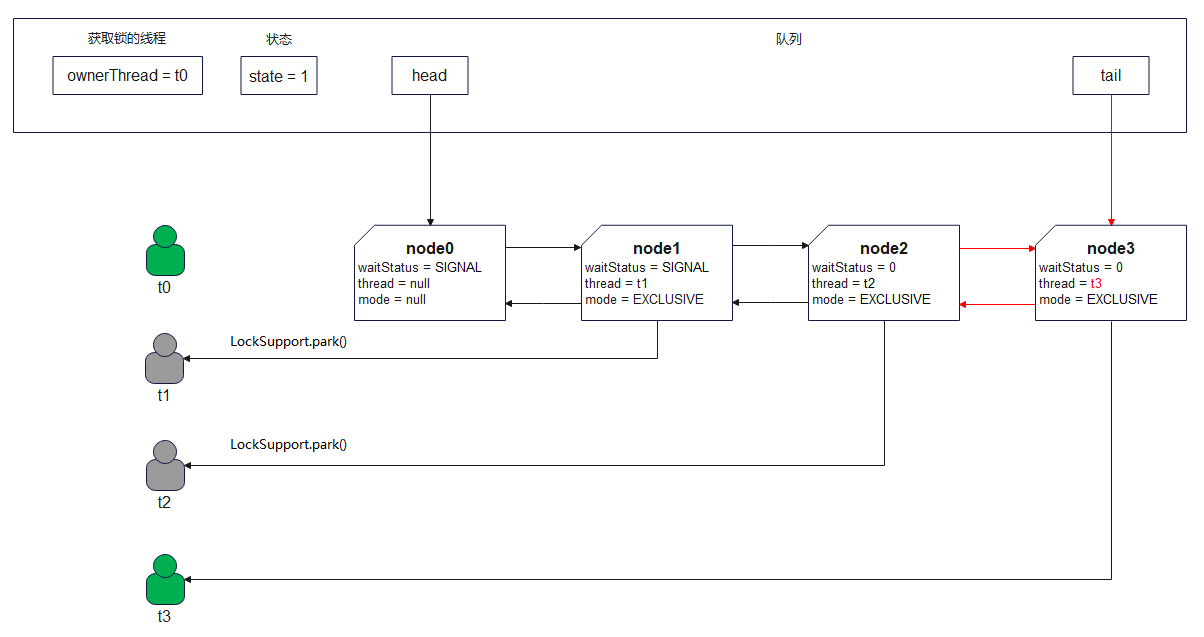 获取锁的线程
状态
队列
ownerThread = t0
state = 1
head
tail
node0
waitStatus = SIGNAL
thread = null
mode = null
node1
waitStatus = SIGNAL
thread = t1
mode = EXCLUSIVE
node2
waitStatus = 0
thread = t2
mode = EXCLUSIVE
node3
waitStatus = 0
thread = t3
mode = EXCLUSIVE
t0
LockSupport.park()
t1
LockSupport.park()
t2
t3